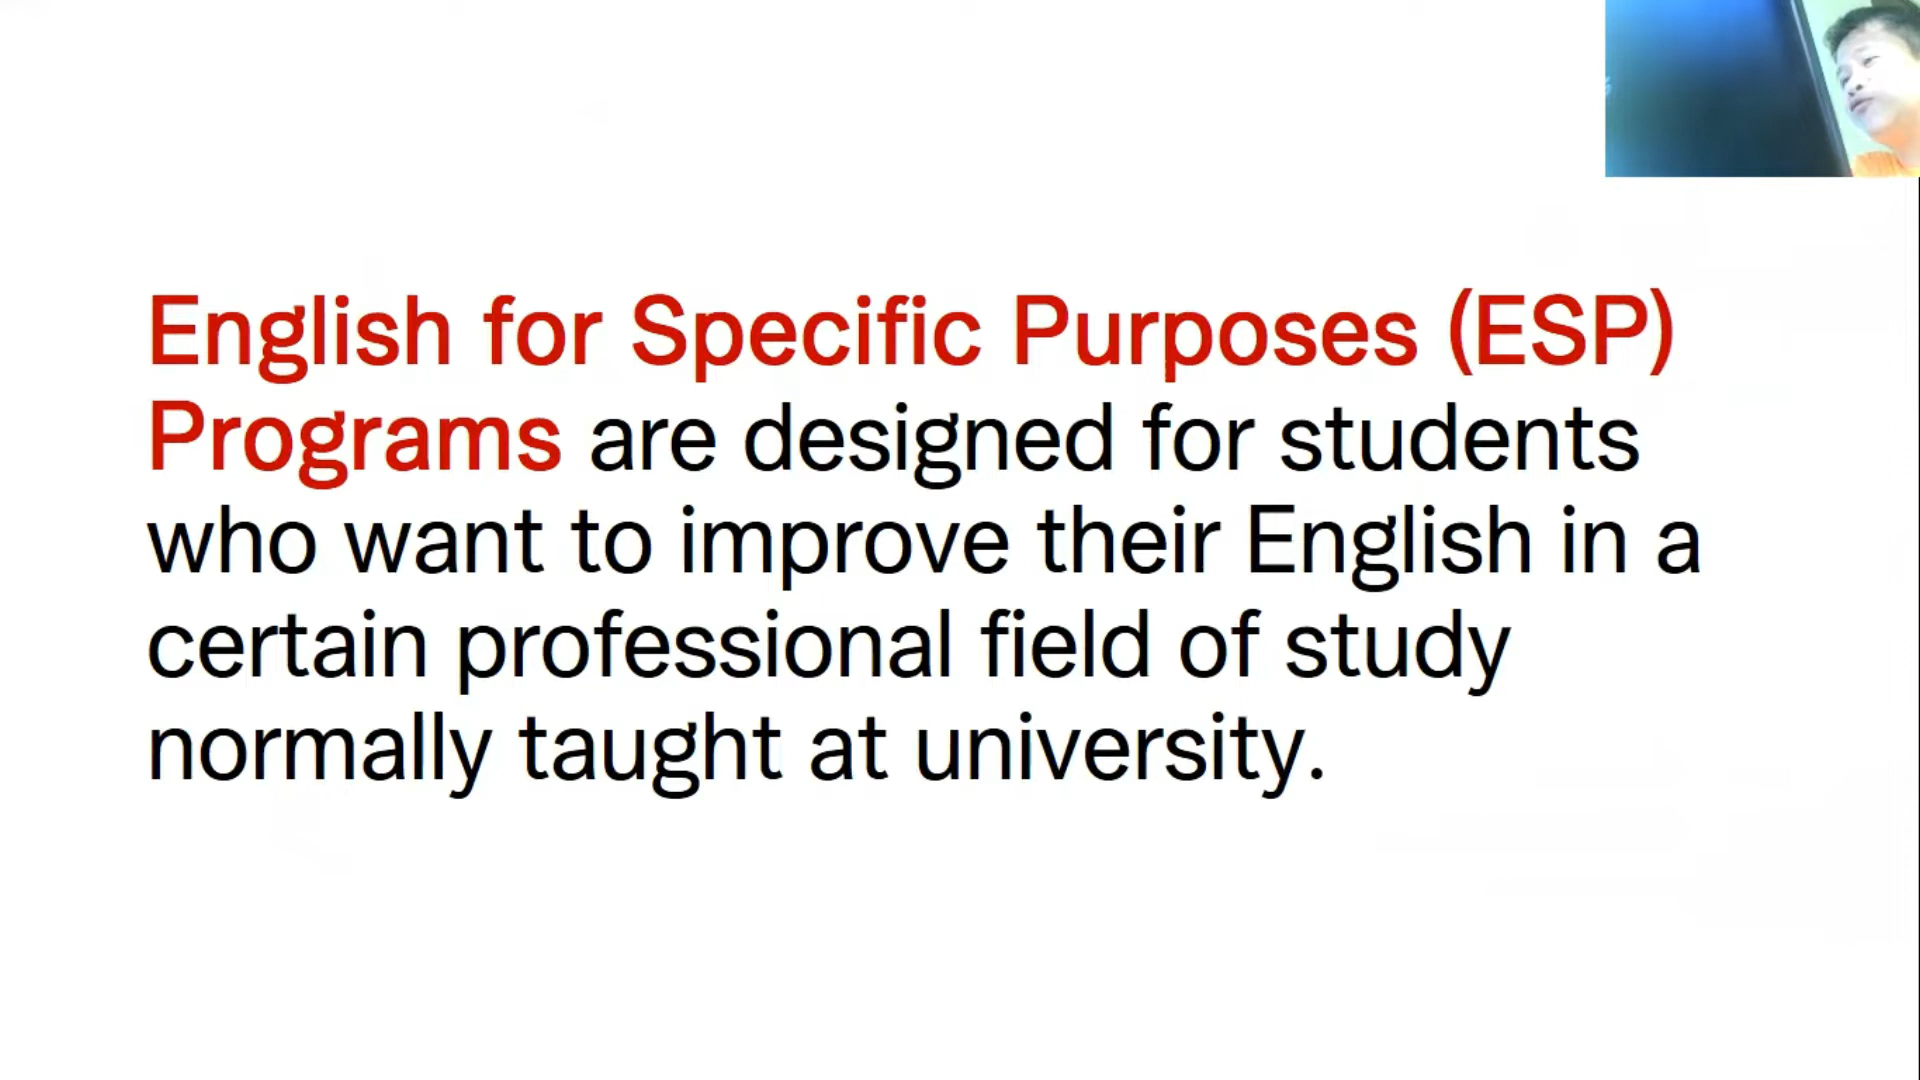 English for Specific Purposes (ESP)
Programs are designed for students
who want to improve their English in a
certain professional field of study
normally taught at university.